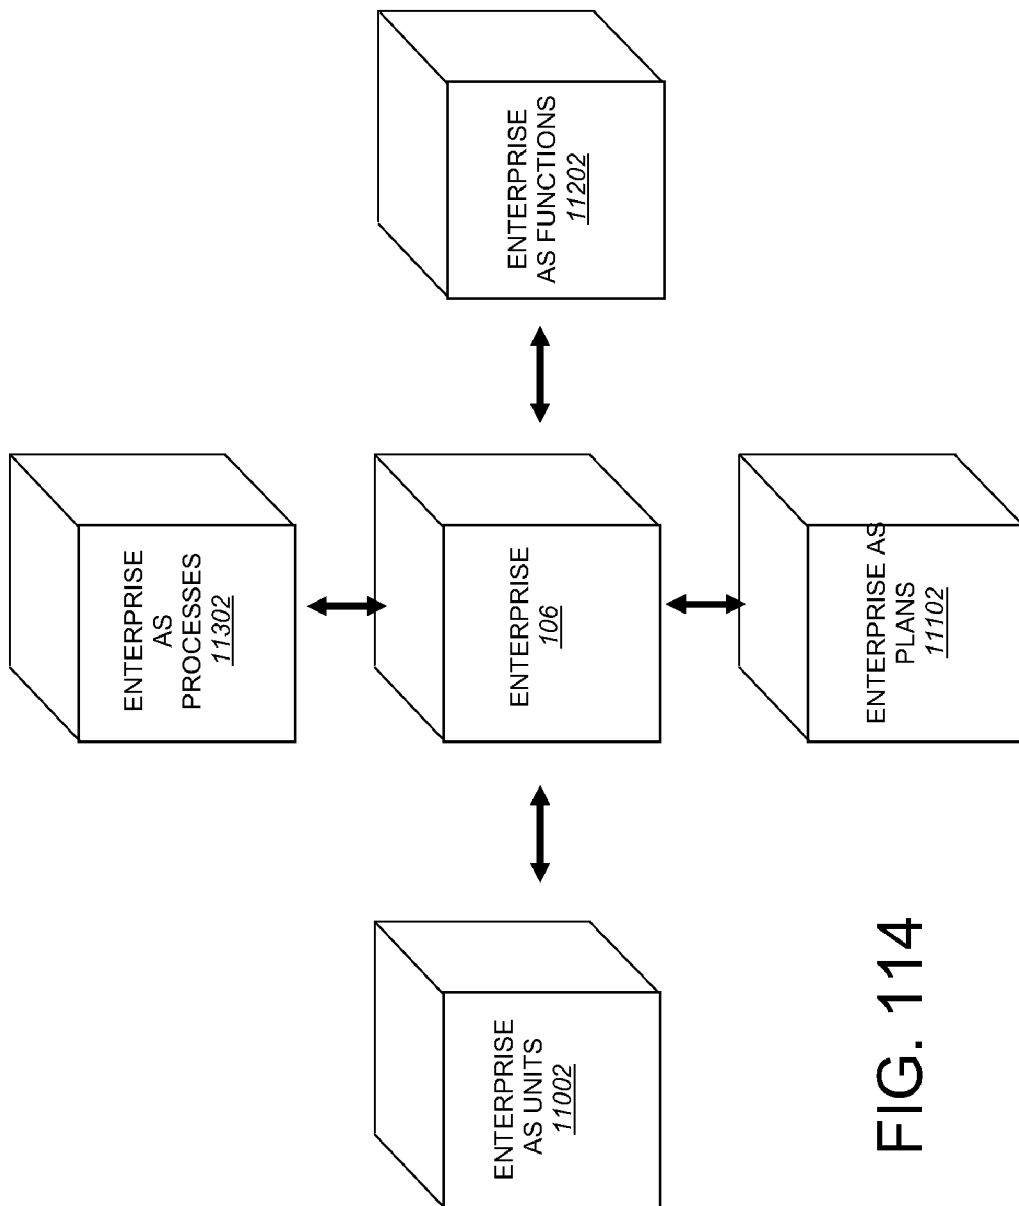 ENTERPRISE
AS
PROCESSES
11302
ENTERPRISE
AS UNITS
11002
ENTERPRISE
106
ENTERPRISE
AS FUNCTIONS
11202
ENTERPRISE AS
PLANS
11102
FIG. 114